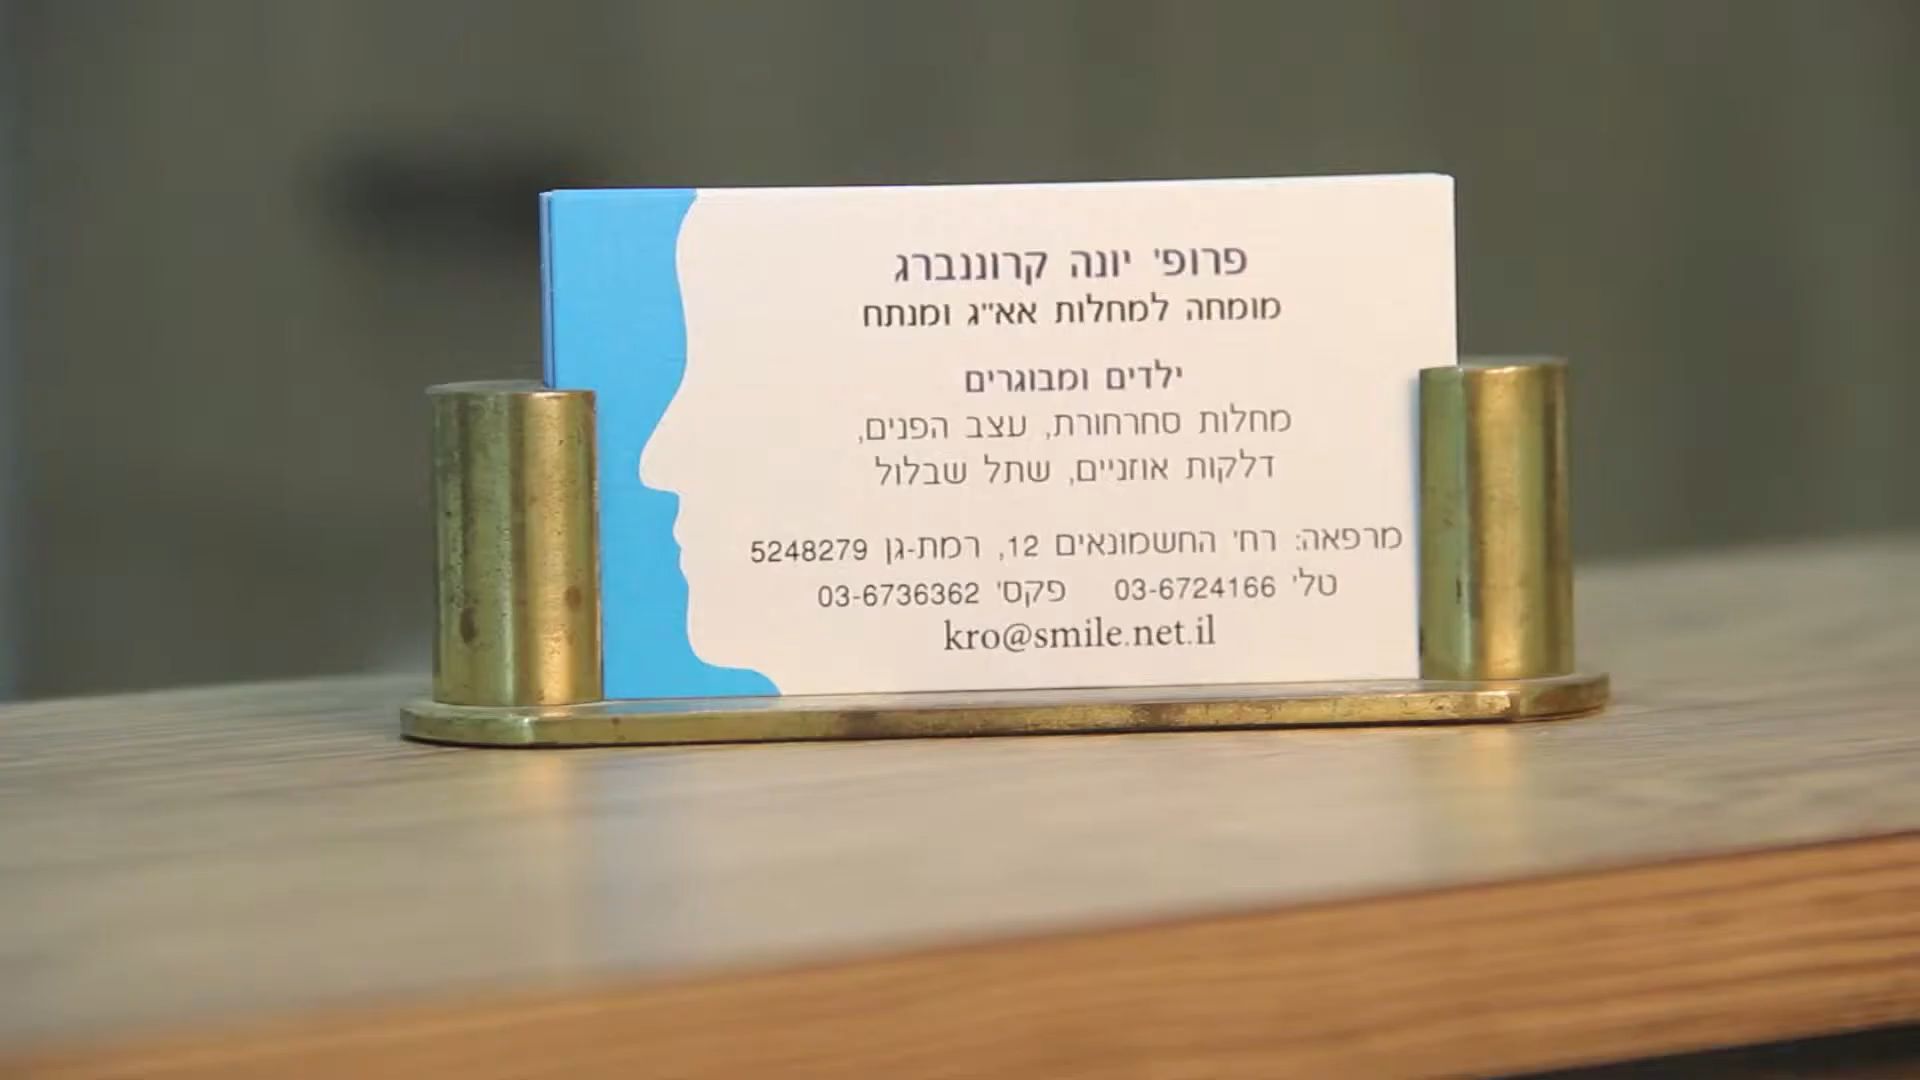 פרופ' יונה קרוננברג
מומחה למחלות אא"ג ומנתח
ילדים ומבוגרים
מחלות סחרחורת, עצב הפנים,
דלקות אוזניים, שתל שבלול
מרפאה: רח' החשמונאים 12, רמת-גן 5248279
טל' 03-6724166 פקס' 03-6736362
kro@smile.net.il